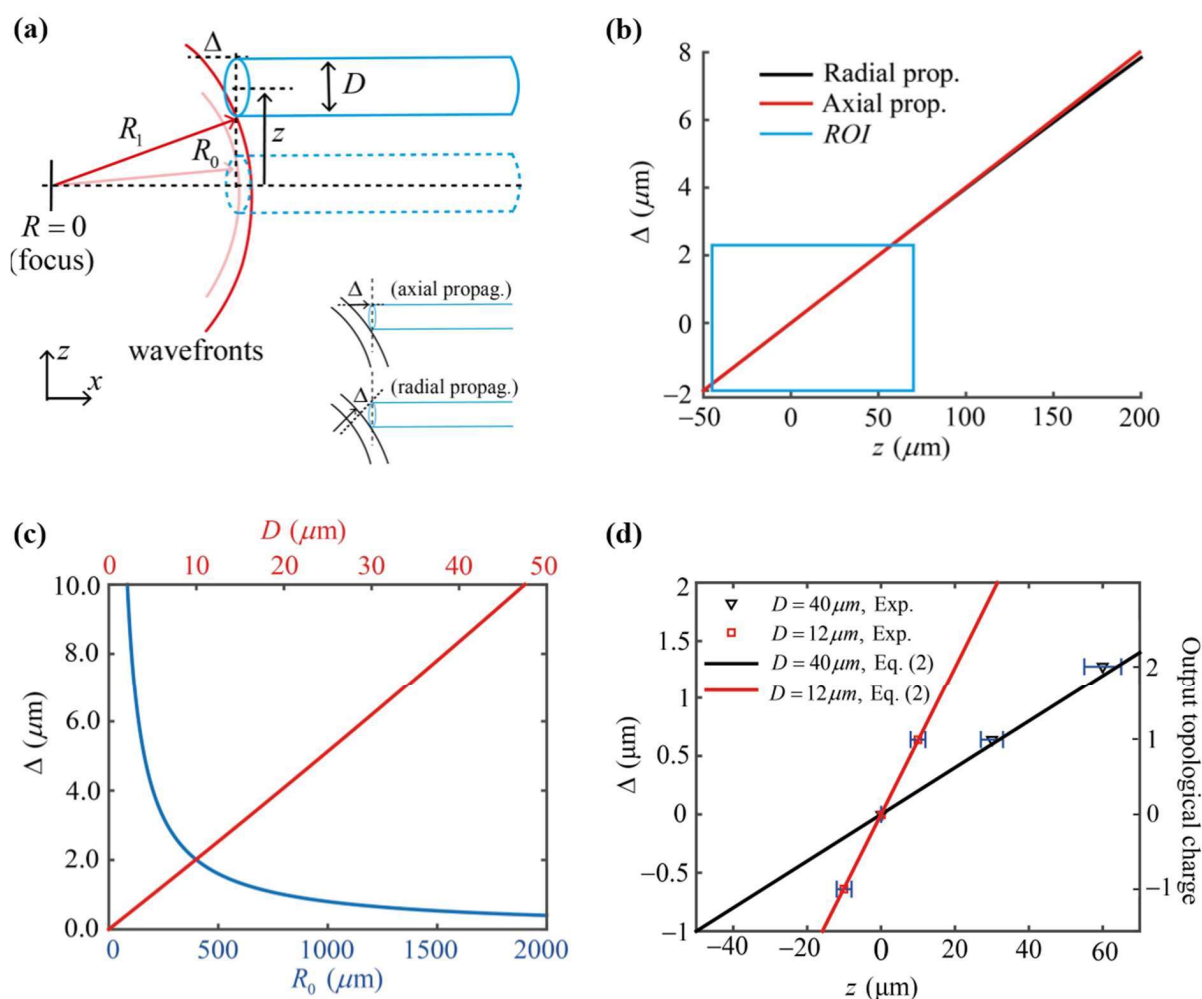 (a)
Δ
D
z
R₁
R₀
R = 0
(focus)
wavefronts
z
x
Δ
(axial propag.)
Δ
(radial propag.)
(b)
8
6
4
2
0
−2
Δ (μm)
Radial prop.
Axial prop.
ROI
−50
0
50
100
150
200
z (μm)
(c)
D (μm)
0
10
20
30
40
50
10.0
8.0
6.0
4.0
2.0
0.0
Δ (μm)
0
500
1000
1500
2000
R₀ (μm)
(d)
2
1.5
1
0.5
0
−0.5
−1
Δ (μm)
D = 40μm, Exp.
D = 12μm, Exp.
D = 40μm, Eq. (2)
D = 12μm, Eq. (2)
2
1
0
−1
Output topological charge
−40
−20
0
20
40
60
z (μm)